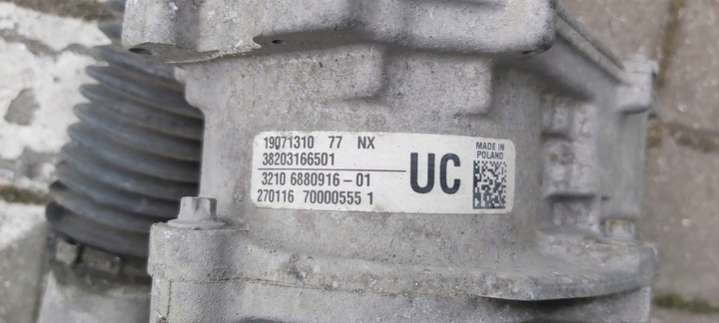 19071310 77 NX
38203166501
3210 6880916-01
270116 70000555 1
UC
MADE IN
POLAND